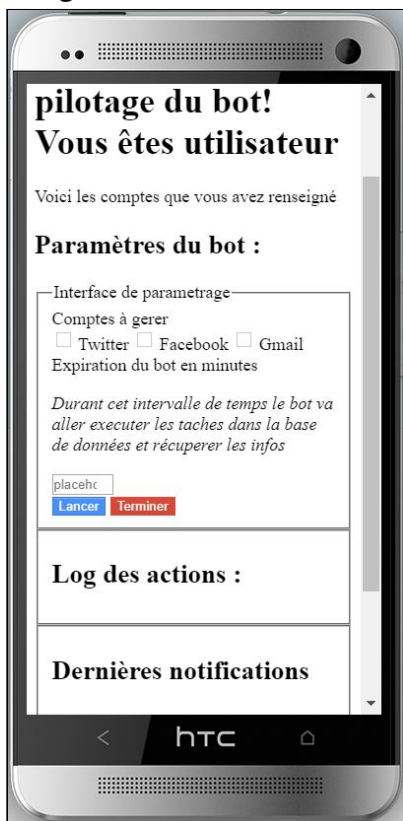 pilotage du bot!
Vous êtes utilisateur
Voici les comptes que vous avez renseigné
Paramètres du bot :
Interface de parametrage
Comptes à gerer
Twitter Facebook Gmail
Expiration du bot en minutes
Durant cet intervalle de temps le bot va
aller executer les taches dans la base
de données et récuperer les infos
placeho
Lancer Terminer
Log des actions :
Dernières notifications
hTC